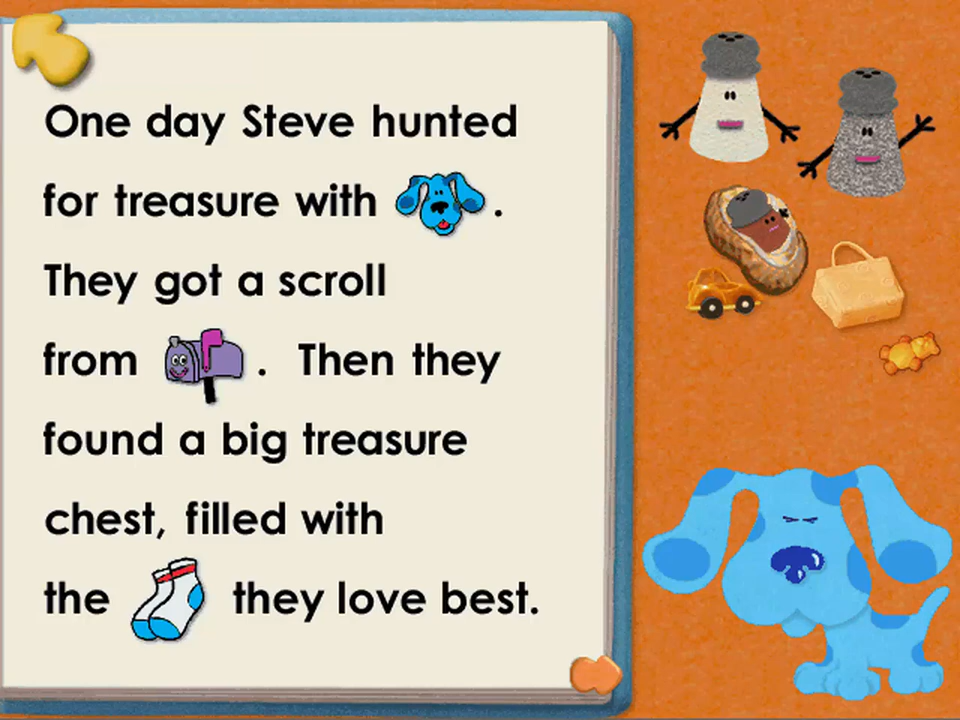 One day Steve hunted
for treasure with .
They got a scroll
from . Then they
found a big treasure
chest, filled with
the they love best.